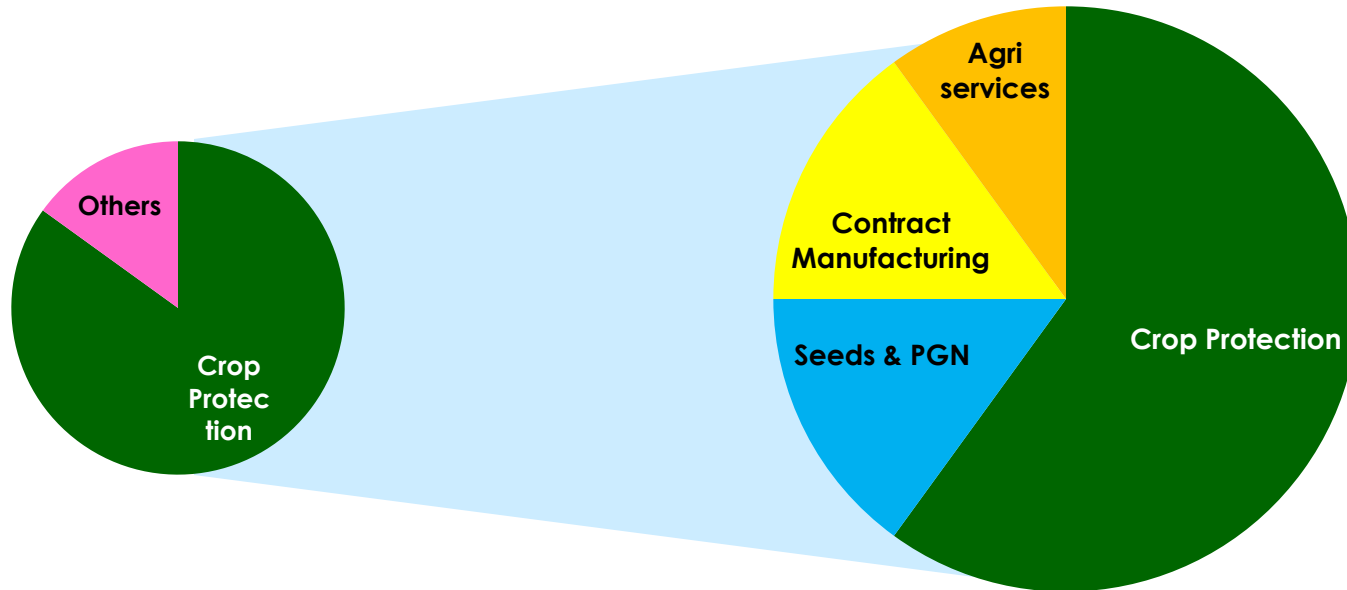 Others
Crop
Protec
tion
Agri
services
Contract
Manufacturing
Seeds & PGN
Crop Protection